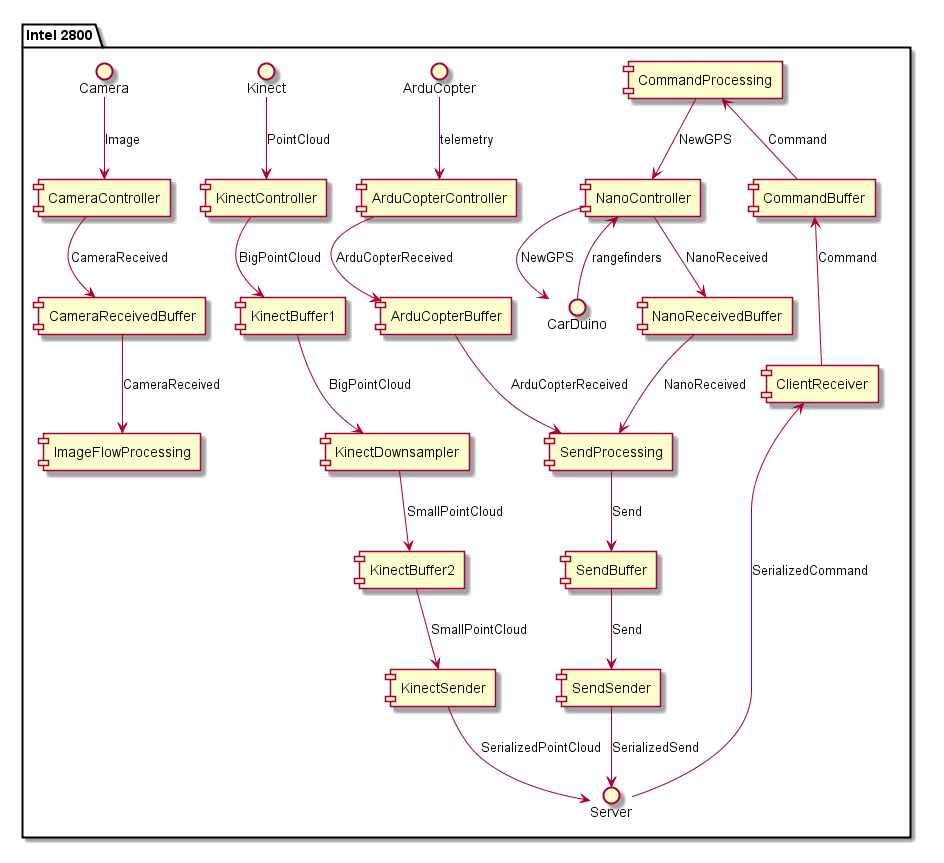 Intel 2800
Camera
Kinect
ArduCopter
CommandProcessing
Image
PointCloud
telemetry
NewGPS
Command
CameraController
KinectController
ArduCopterController
NanoController
CommandBuffer
CameraReceived
BigPointCloud
ArduCopterReceived
NewGPS
rangefinders
NanoReceived
Command
CameraReceivedBuffer
KinectBuffer1
ArduCopterBuffer
CarDuino
NanoReceivedBuffer
CameraReceived
BigPointCloud
ArduCopterReceived
NanoReceived
ClientReceiver
ImageFlowProcessing
KinectDownsampler
SendProcessing
SmallPointCloud
Send
KinectBuffer2
SendBuffer
SerializedCommand
SmallPointCloud
Send
KinectSender
SendSender
SerializedPointCloud
SerializedSend
Server